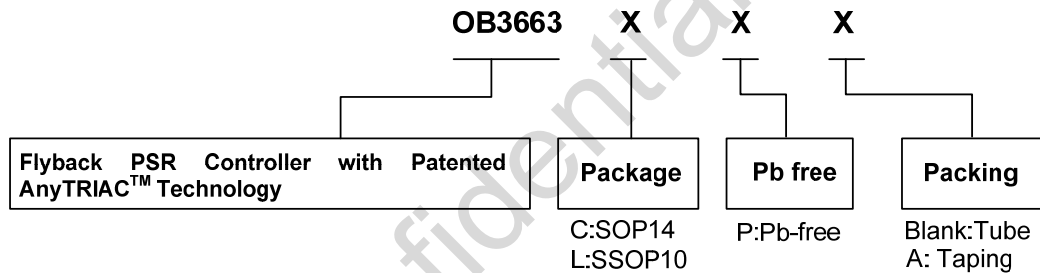 OB3663 X X X
Flyback PSR Controller with Patented
AnyTRIAC™ Technology
Package
Pb free
Packing
C:SOP14
L:SSOP10
P:Pb-free
Blank:Tube
A: Taping
fidential